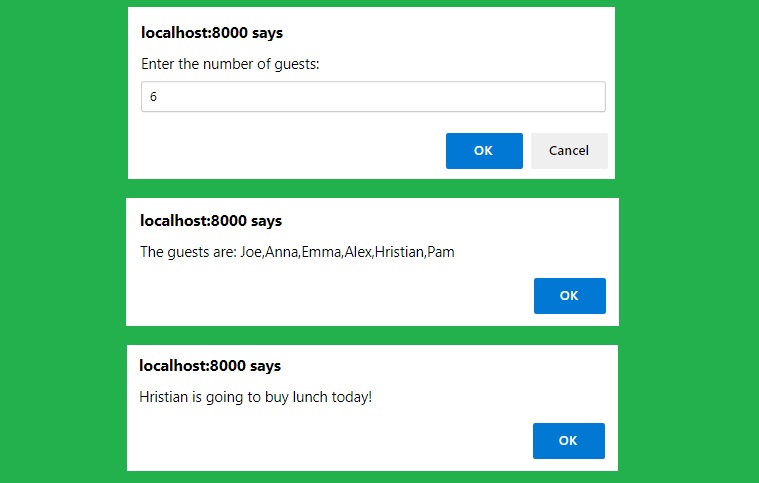 localhost:8000 says
Enter the number of guests:
6
OK Cancel
localhost:8000 says
The guests are: Joe,Anna,Emma,Alex,Hristian,Pam
OK
localhost:8000 says
Hristian is going to buy lunch today!
OK